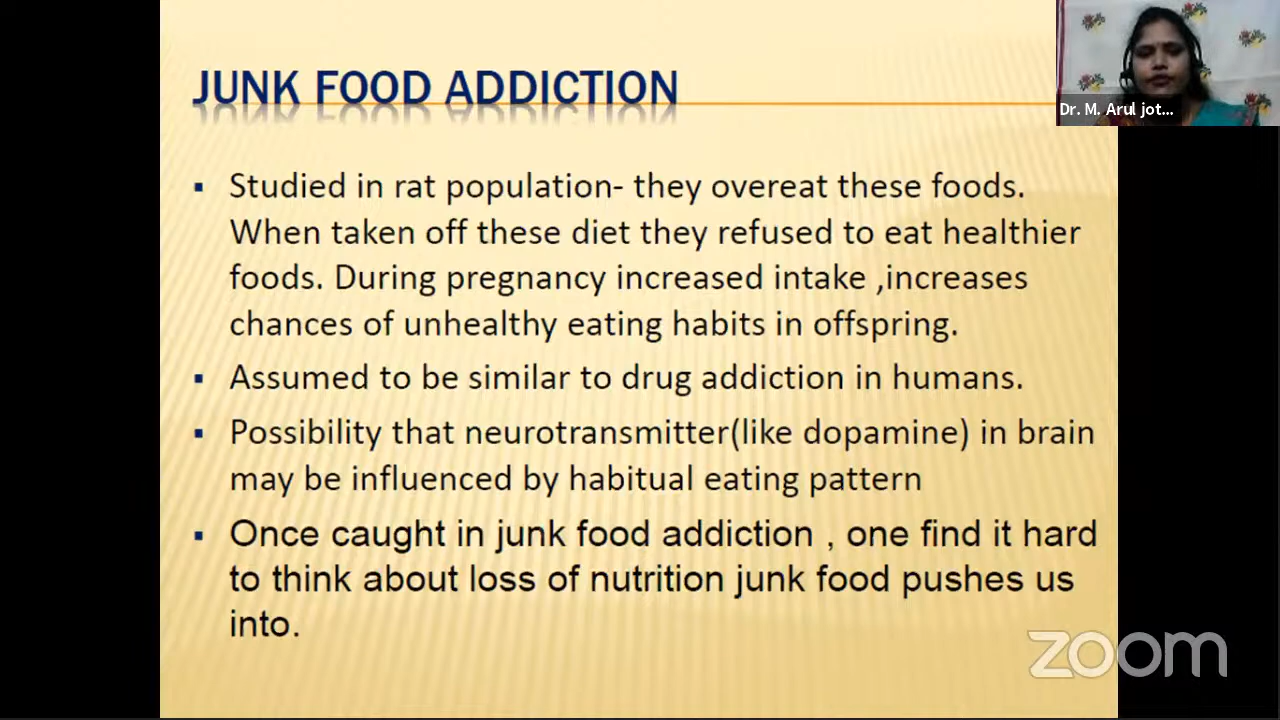 JUNK FOOD ADDICTION
Dr. M. Arul jot...
▪ Studied in rat population- they overeat these foods.
When taken off these diet they refused to eat healthier
foods. During pregnancy increased intake ,increases
chances of unhealthy eating habits in offspring.
▪ Assumed to be similar to drug addiction in humans.
▪ Possibility that neurotransmitter(like dopamine) in brain
may be influenced by habitual eating pattern
▪ Once caught in junk food addiction , one find it hard
to think about loss of nutrition junk food pushes us
into.
zoom